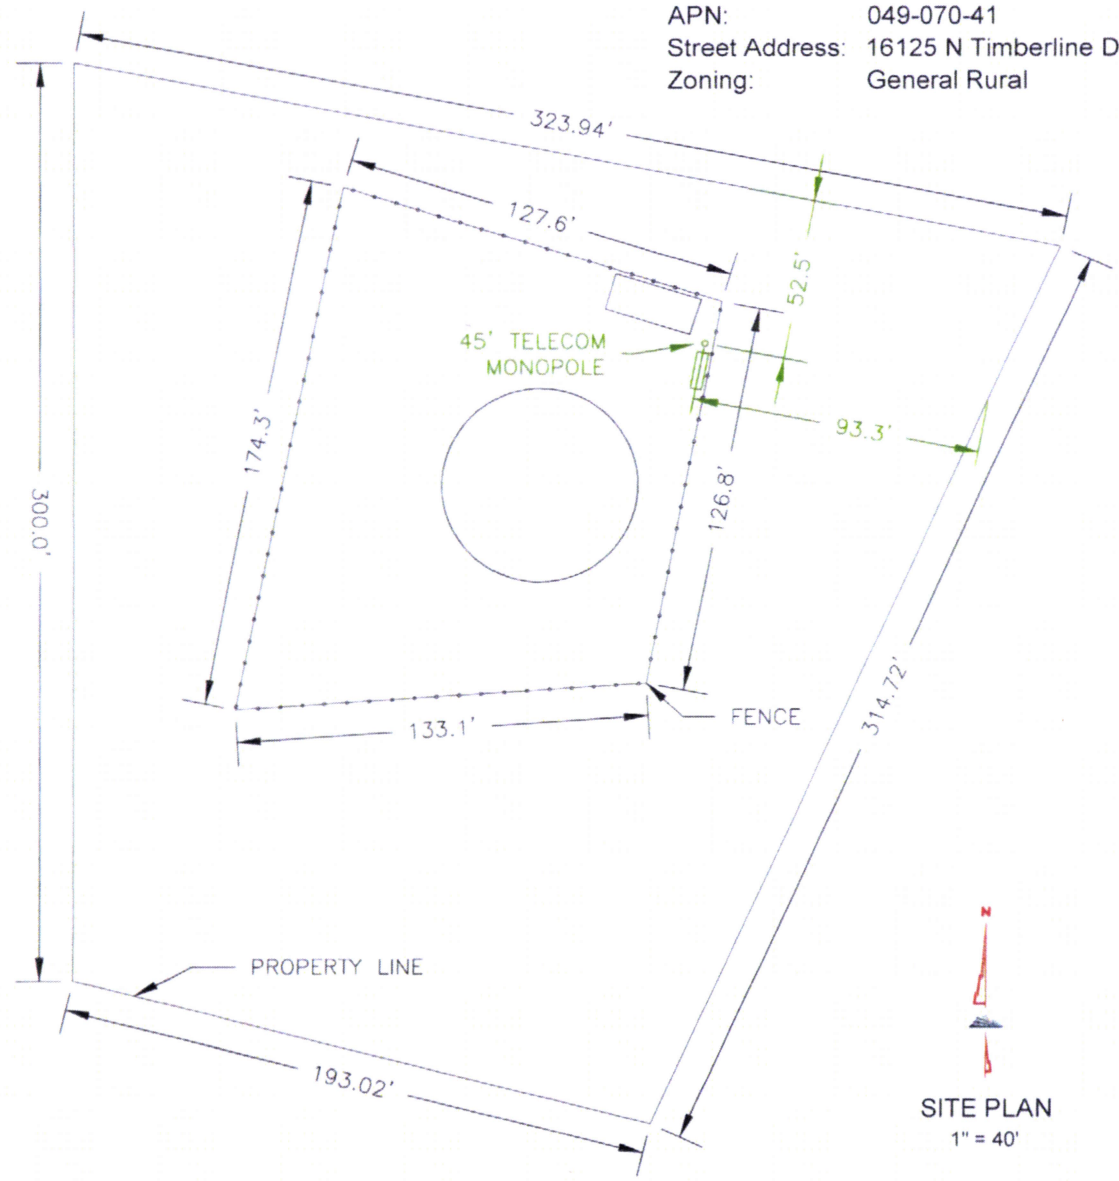 APN: 049-070-41
Street Address: 16125 N Timberline D
Zoning: General Rural
323.94'
127.6'
52.5'
45' TELECOM
MONOPOLE
93.3'
174.3'
126.8'
300.0'
314.72'
FENCE
133.1'
PROPERTY LINE
193.02'
N
SITE PLAN
1" = 40'